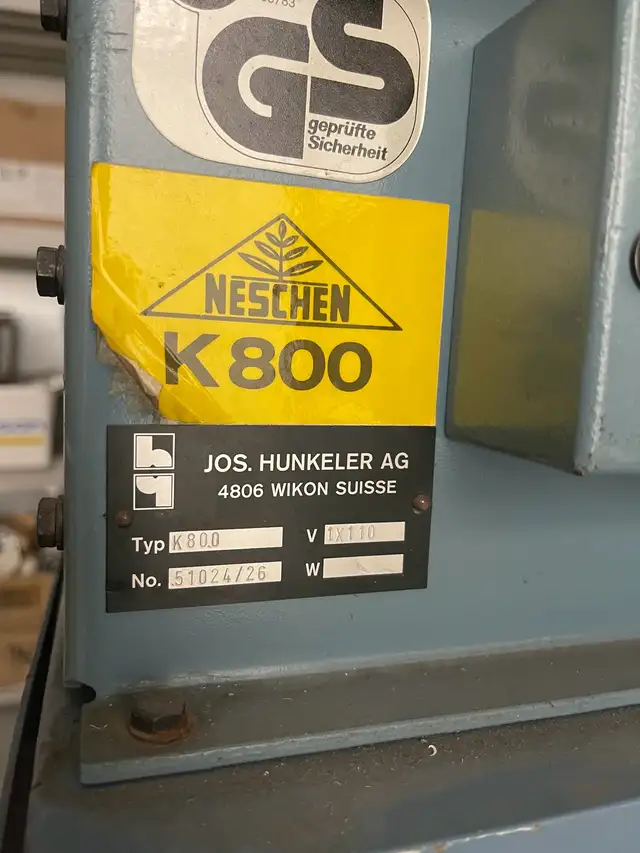 GS
geprüfte
Sicherheit
NESCHEN
K800
JOS. HUNKELER AG
4806 WIKON SUISSE
Typ K800 V 1X110
No. 51024/26 W